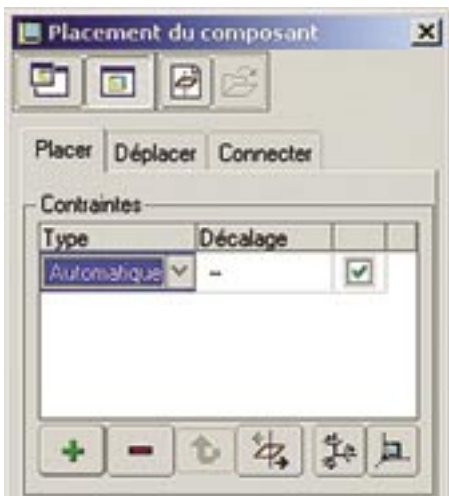 Placement du composant
Placer Déplacer Connecter
Contraintes
Type Décalage
Automatique --